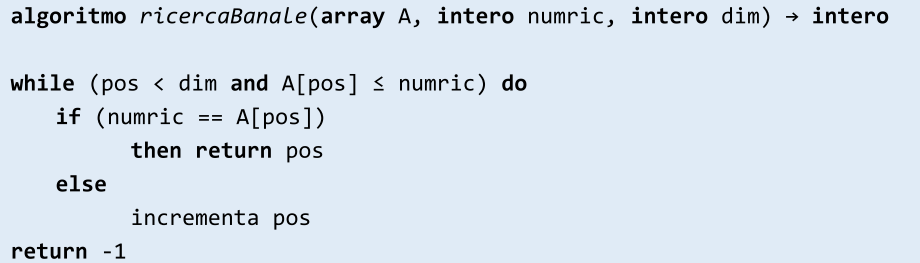 algoritmo ricercaBanale(array A, intero numric, intero dim) → intero
while (pos < dim and A[pos] ≤ numric) do
if (numric == A[pos])
then return pos
else
incrementa pos
return -1